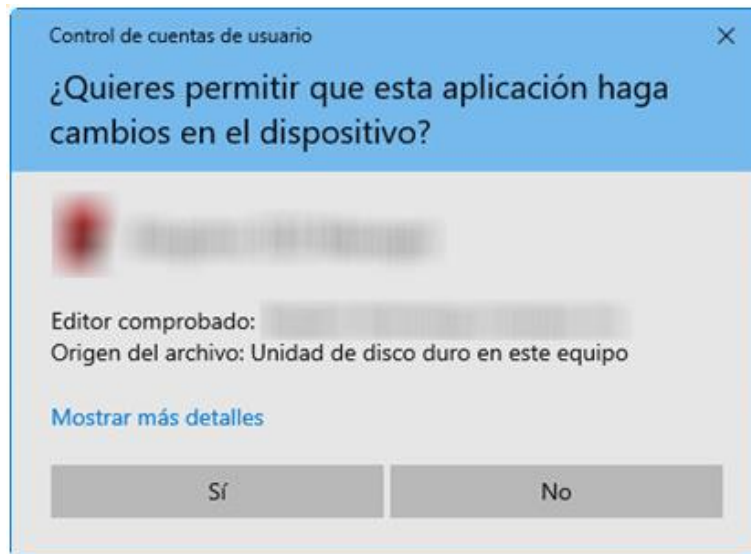 Control de cuentas de usuario
¿Quieres permitir que esta aplicación haga
cambios en el dispositivo?
Editor comprobado:
Origen del archivo: Unidad de disco duro en este equipo
Mostrar más detalles
Sí
No